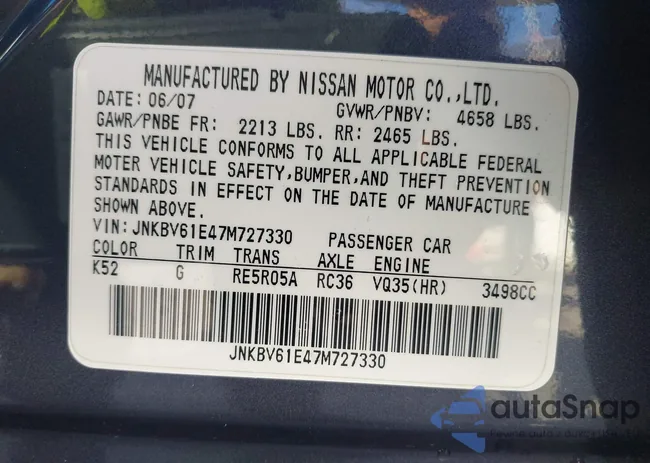 MANUFACTURED BY NISSAN MOTOR CO.,LTD.
DATE: 06/07 GVWR/PNBV: 4658 LBS.
GAWR/PNBE FR: 2213 LBS. RR: 2465 LBS.
THIS VEHICLE CONFORMS TO ALL APPLICABLE FEDERAL
MOTER VEHICLE SAFETY,BUMPER,AND THEFT PREVENTION
STANDARDS IN EFFECT ON THE DATE OF MANUFACTURE
SHOWN ABOVE.
VIN: JNKBV61E47M727330 PASSENGER CAR
COLOR TRIM TRANS AXLE ENGINE
K52 G RE5R05A RC36 VQ35(HR) 3498CC
JNKBV61E47M727330
autaSnap